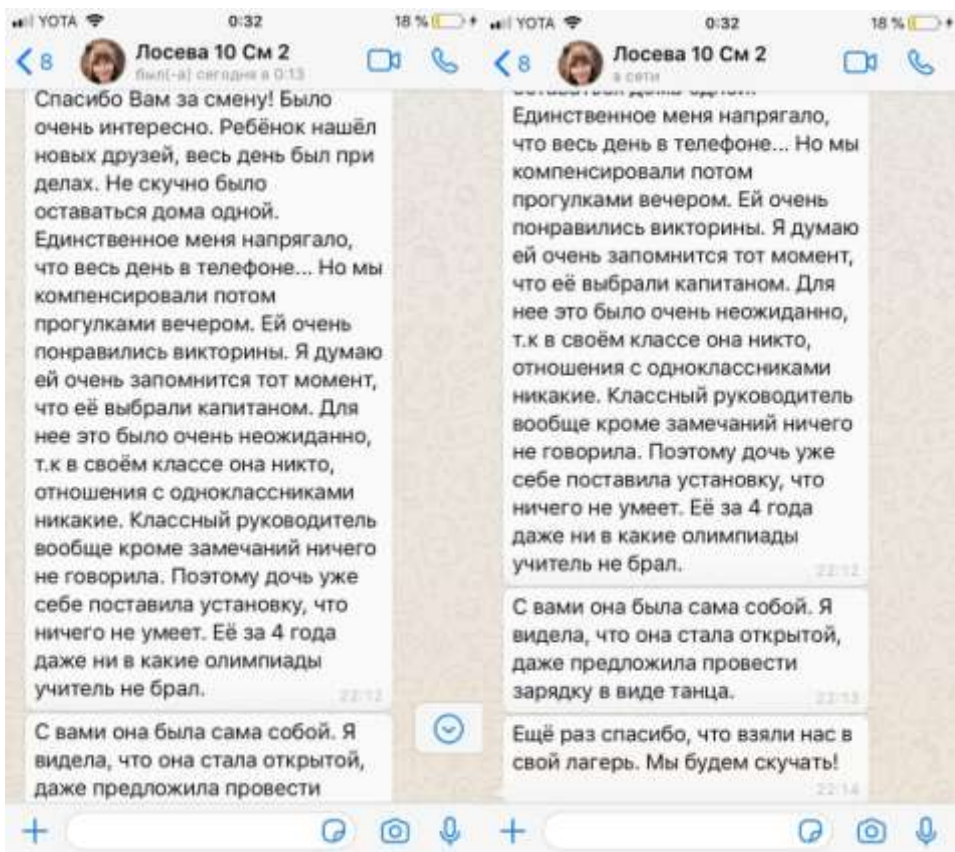 YOTA 0:32 18 %
8 Лосева 10 См 2
был(-а) сегодня в 0:13
Спасибо Вам за смену! Было
очень интересно. Ребёнок нашёл
новых друзей, весь день был при
делах. Не скучно было
оставаться дома одной.
Единственное меня напрягало,
что весь день в телефоне... Но мы
компенсировали потом
прогулками вечером. Ей очень
понравились викторины. Я думаю
ей очень запомнится тот момент,
что её выбрали капитаном. Для
нее это было очень неожиданно,
т.к в своём классе она никто,
отношения с одноклассниками
никакие. Классный руководитель
вообще кроме замечаний ничего
не говорила. Поэтому дочь уже
себе поставила установку, что
ничего не умеет. Её за 4 года
даже ни в какие олимпиады
учитель не брал.
22:12
С вами она была сама собой. Я
видела, что она стала открытой,
даже предложила провести
YOTA 0:32 18 %
8 Лосева 10 См 2
в сети
оставаться дома одной.
Единственное меня напрягало,
что весь день в телефоне... Но мы
компенсировали потом
прогулками вечером. Ей очень
понравились викторины. Я думаю
ей очень запомнится тот момент,
что её выбрали капитаном. Для
нее это было очень неожиданно,
т.к в своём классе она никто,
отношения с одноклассниками
никакие. Классный руководитель
вообще кроме замечаний ничего
не говорила. Поэтому дочь уже
себе поставила установку, что
ничего не умеет. Её за 4 года
даже ни в какие олимпиады
учитель не брал.
22:12
С вами она была сама собой. Я
видела, что она стала открытой,
даже предложила провести
зарядку в виде танца.
22:13
Ещё раз спасибо, что взяли нас в
свой лагерь. Мы будем скучать!
22:14